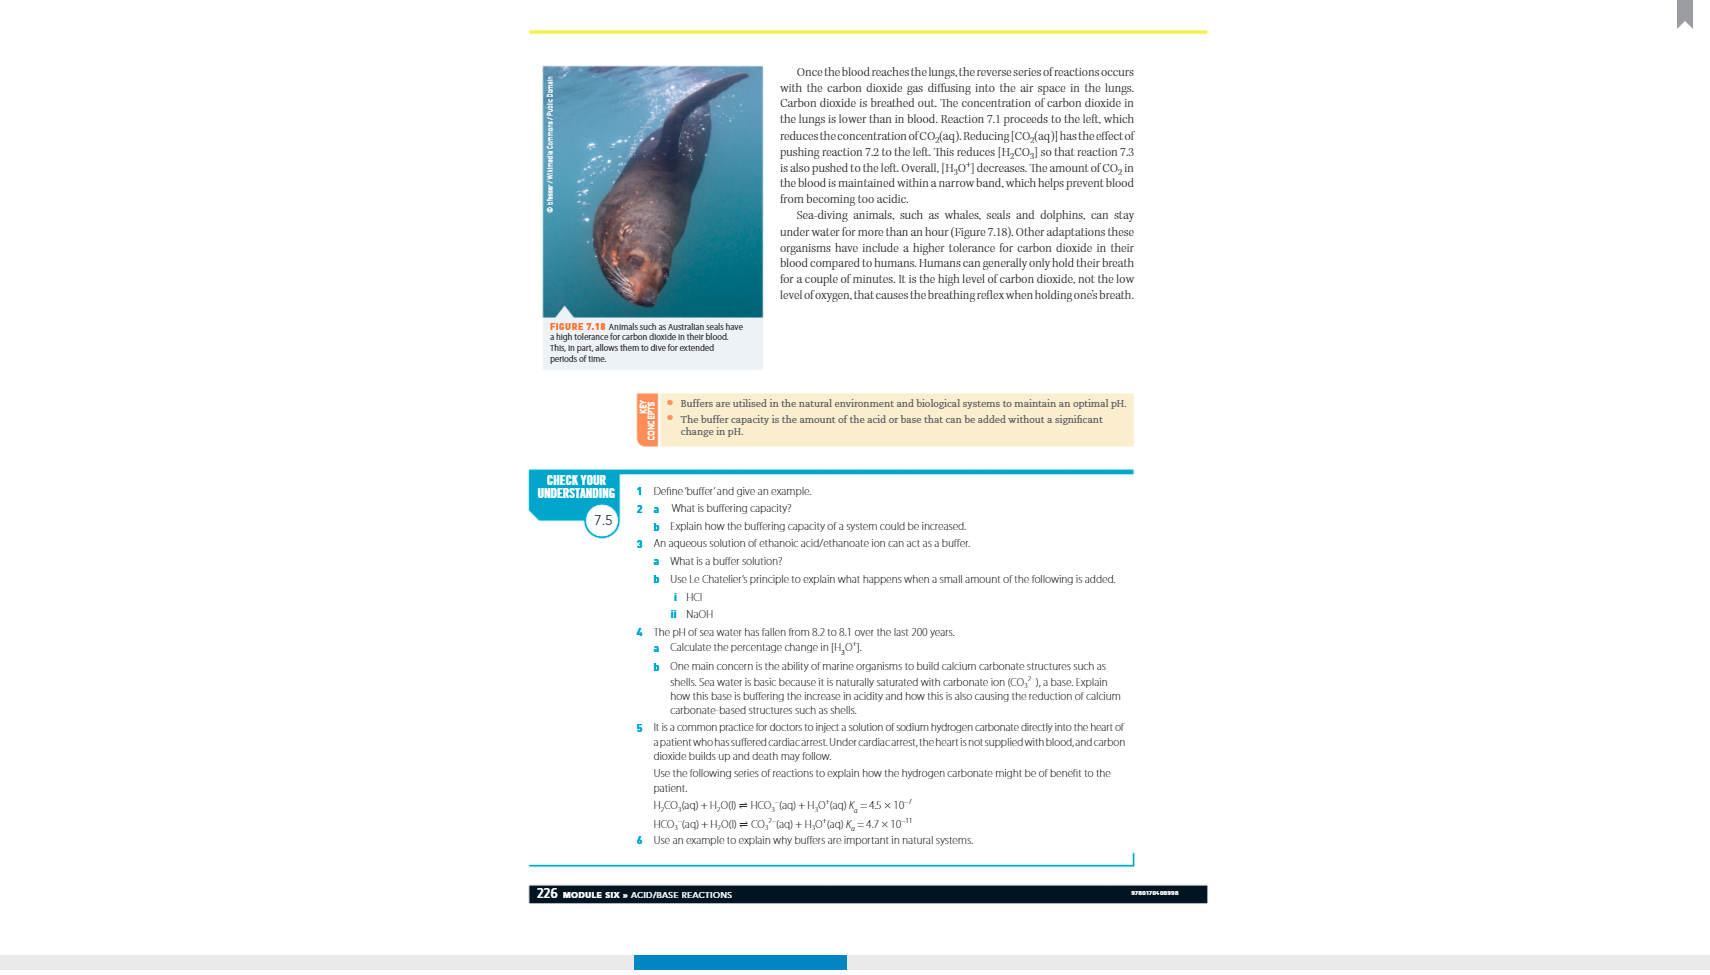 © bfesser / Wikimedia Commons / Public Domain
Once the blood reaches the lungs, the reverse series of reactions occurs
with the carbon dioxide gas diffusing into the air space in the lungs.
Carbon dioxide is breathed out. The concentration of carbon dioxide in
the lungs is lower than in blood. Reaction 7.1 proceeds to the left, which
reduces the concentration of CO₂(aq). Reducing [CO₂(aq)] has the effect of
pushing reaction 7.2 to the left. This reduces [H₂CO₃] so that reaction 7.3
is also pushed to the left. Overall, [H₃O⁺] decreases. The amount of CO₂ in
the blood is maintained within a narrow band, which helps prevent blood
from becoming too acidic.
Sea-diving animals, such as whales, seals and dolphins, can stay
under water for more than an hour (Figure 7.18). Other adaptations these
organisms have include a higher tolerance for carbon dioxide in their
blood compared to humans. Humans can generally only hold their breath
for a couple of minutes. It is the high level of carbon dioxide, not the low
level of oxygen, that causes the breathing reflex when holding one's breath.
FIGURE 7.18 Animals such as Australian seals have
a high tolerance for carbon dioxide in their blood.
This, in part, allows them to dive for extended
periods of time.
KEY
CONCEPTS
• Buffers are utilised in the natural environment and biological systems to maintain an optimal pH.
• The buffer capacity is the amount of the acid or base that can be added without a significant
change in pH.
CHECK YOUR
UNDERSTANDING
7.5
1 Define 'buffer' and give an example.
2 a What is buffering capacity?
b Explain how the buffering capacity of a system could be increased.
3 An aqueous solution of ethanoic acid/ethanoate ion can act as a buffer.
a What is a buffer solution?
b Use Le Chatelier's principle to explain what happens when a small amount of the following is added.
i HCl
ii NaOH
4 The pH of sea water has fallen from 8.2 to 8.1 over the last 200 years.
a Calculate the percentage change in [H₃O⁺].
b One main concern is the ability of marine organisms to build calcium carbonate structures such as
shells. Sea water is basic because it is naturally saturated with carbonate ion (CO₃²⁻), a base. Explain
how this base is buffering the increase in acidity and how this is also causing the reduction of calcium
carbonate-based structures such as shells.
5 It is a common practice for doctors to inject a solution of sodium hydrogen carbonate directly into the heart of
a patient who has suffered cardiac arrest. Under cardiac arrest, the heart is not supplied with blood, and carbon
dioxide builds up and death may follow.
Use the following series of reactions to explain how the hydrogen carbonate might be of benefit to the
patient.
H₂CO₃(aq) + H₂O(l) ⇌ HCO₃⁻(aq) + H₃O⁺(aq) Kₐ = 4.5 × 10⁻⁷
HCO₃⁻(aq) + H₂O(l) ⇌ CO₃²⁻(aq) + H₃O⁺(aq) Kₐ = 4.7 × 10⁻¹¹
6 Use an example to explain why buffers are important in natural systems.
226 MODULE SIX » ACID/BASE REACTIONS
9780170408998